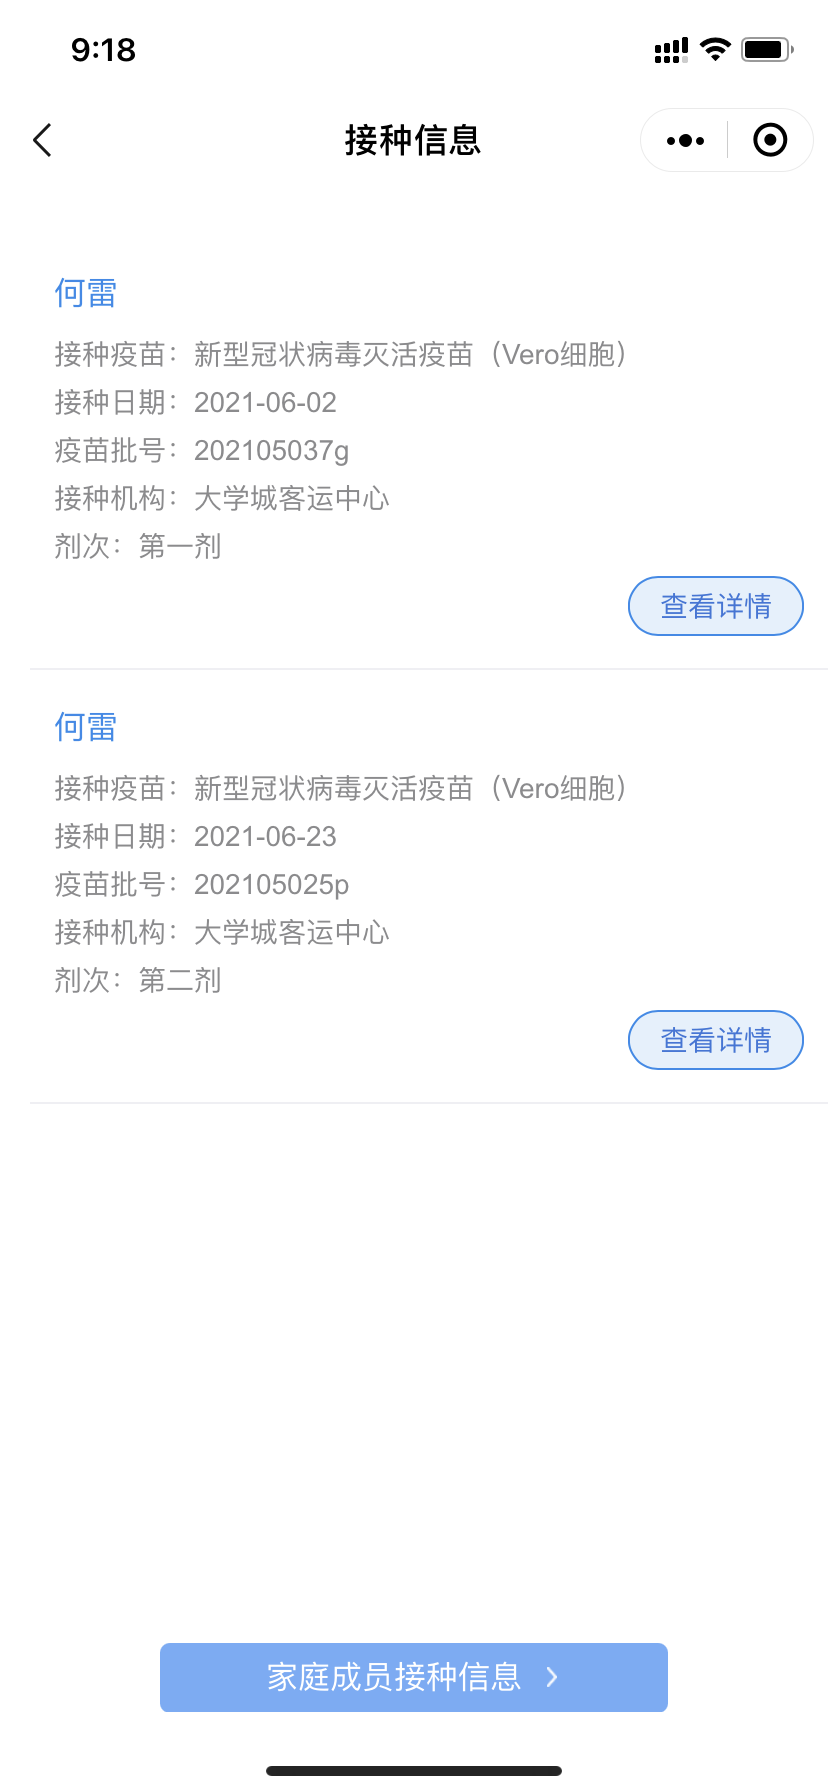 9:18
接种信息
何雷
接种疫苗：新型冠状病毒灭活疫苗（Vero细胞）
接种日期：2021-06-02
疫苗批号：202105037g
接种机构：大学城客运中心
剂次：第一剂
查看详情
何雷
接种疫苗：新型冠状病毒灭活疫苗（Vero细胞）
接种日期：2021-06-23
疫苗批号：202105025p
接种机构：大学城客运中心
剂次：第二剂
查看详情
家庭成员接种信息